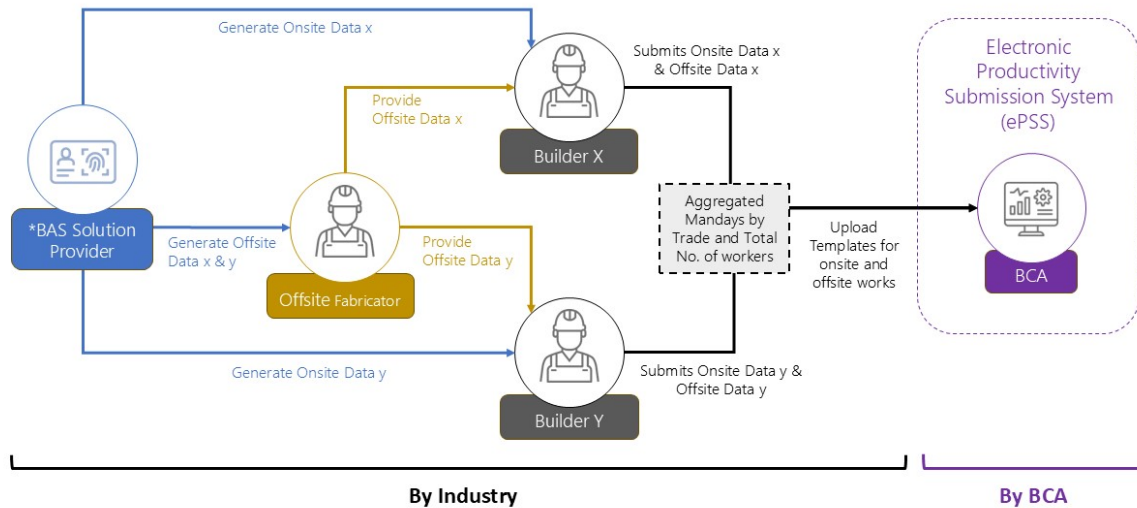 Generate Onsite Data x
Submits Onsite Data x
& Offsite Data x
Electronic
Productivity
Submission System
(ePSS)
Provide
Offsite Data x
Builder X
*BAS Solution
Provider
Generate Offsite
Data x & y
Provide
Offsite Data y
Offsite Fabricator
Aggregated
Mandays by
Trade and Total
No. of workers
Upload
Templates for
onsite and
offsite works
BCA
Generate Onsite Data y
Submits Onsite Data y &
Offsite Data y
Builder Y
By Industry
By BCA